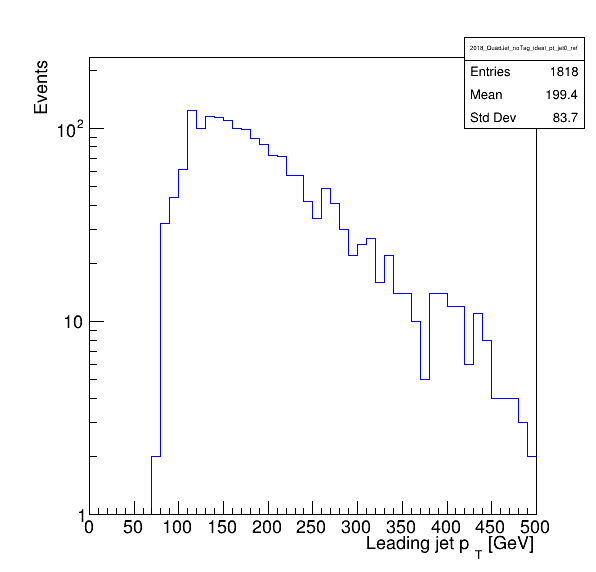 2018_QuadJet_noTag_ideal_pt_jet0_ref
Entries 1818
Mean 199.4
Std Dev 83.7
Events
10²
10
1
0 50 100 150 200 250 300 350 400 450 500
Leading jet p_T [GeV]